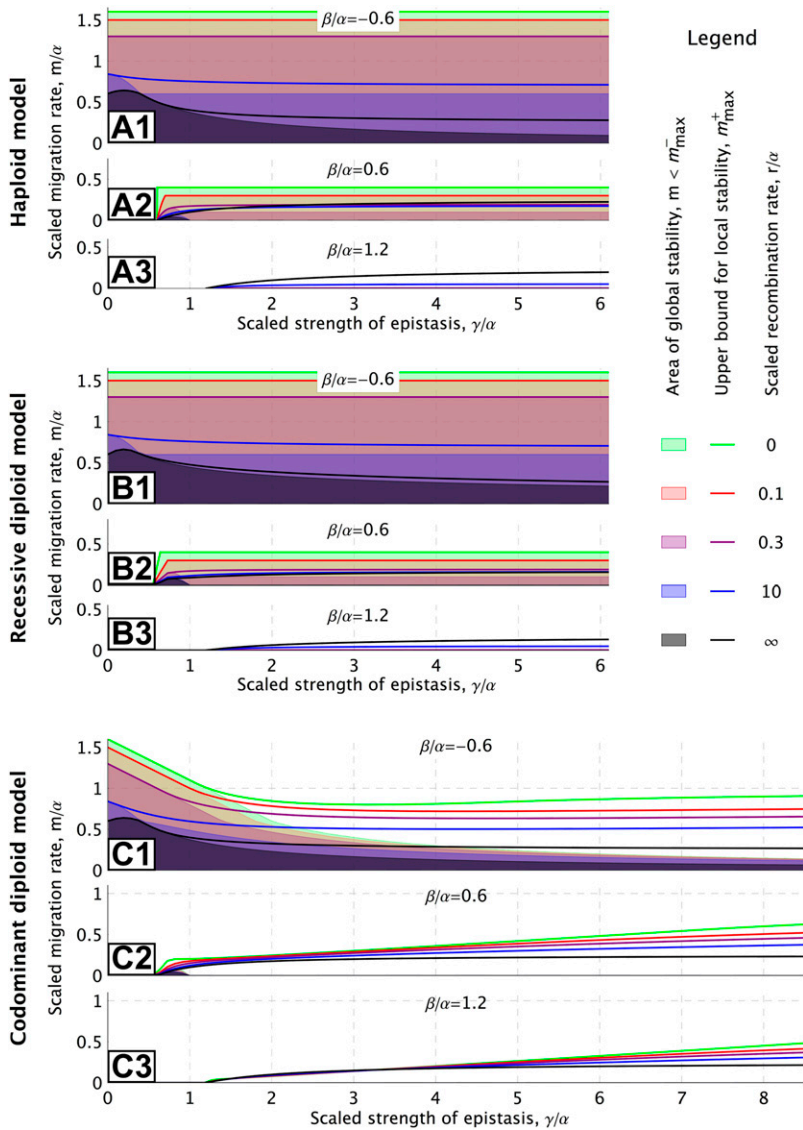 Haploid model
Scaled migration rate, m/α
1.5
1
0.5
0
β/α=−0.6
A1
0.5
0
β/α=0.6
A2
0.5
0
β/α=1.2
A3
0 1 2 3 4 5 6
Scaled strength of epistasis, γ/α
Recessive diploid model
Scaled migration rate, m/α
1.5
1
0.5
0
β/α=−0.6
B1
0.5
0
β/α=0.6
B2
0.5
0
β/α=1.2
B3
0 1 2 3 4 5 6
Scaled strength of epistasis, γ/α
Codominant diploid model
Scaled migration rate, m/α
1.5
1
0.5
0
β/α=−0.6
C1
1
0.5
0
β/α=0.6
C2
1
0.5
0
β/α=1.2
C3
0 1 2 3 4 5 6 7 8
Scaled strength of epistasis, γ/α
Legend
Area of global stability, m < m⁻max
Upper bound for local stability, m⁺max
Scaled recombination rate, r/α
0
0.1
0.3
10
∞